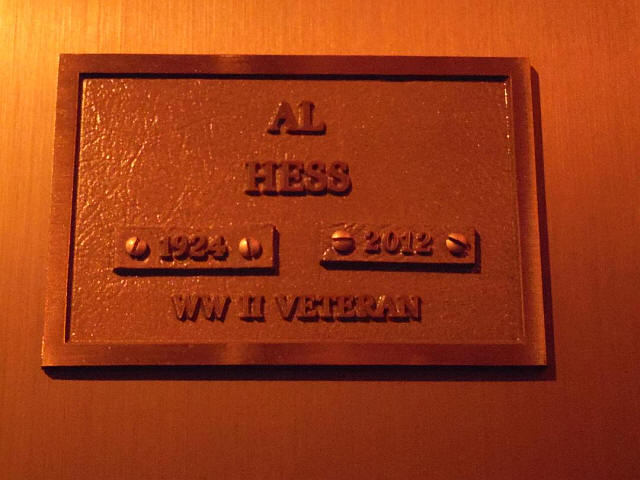 AL
HESS
1924 2012
WW II VETERAN